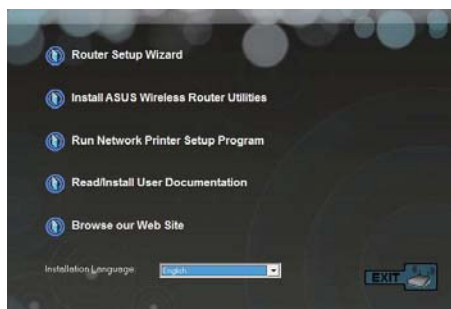 Router Setup Wizard
Install ASUS Wireless Router Utilities
Run Network Printer Setup Program
Read/Install User Documentation
Browse our Web Site
Installation Language: English
EXIT